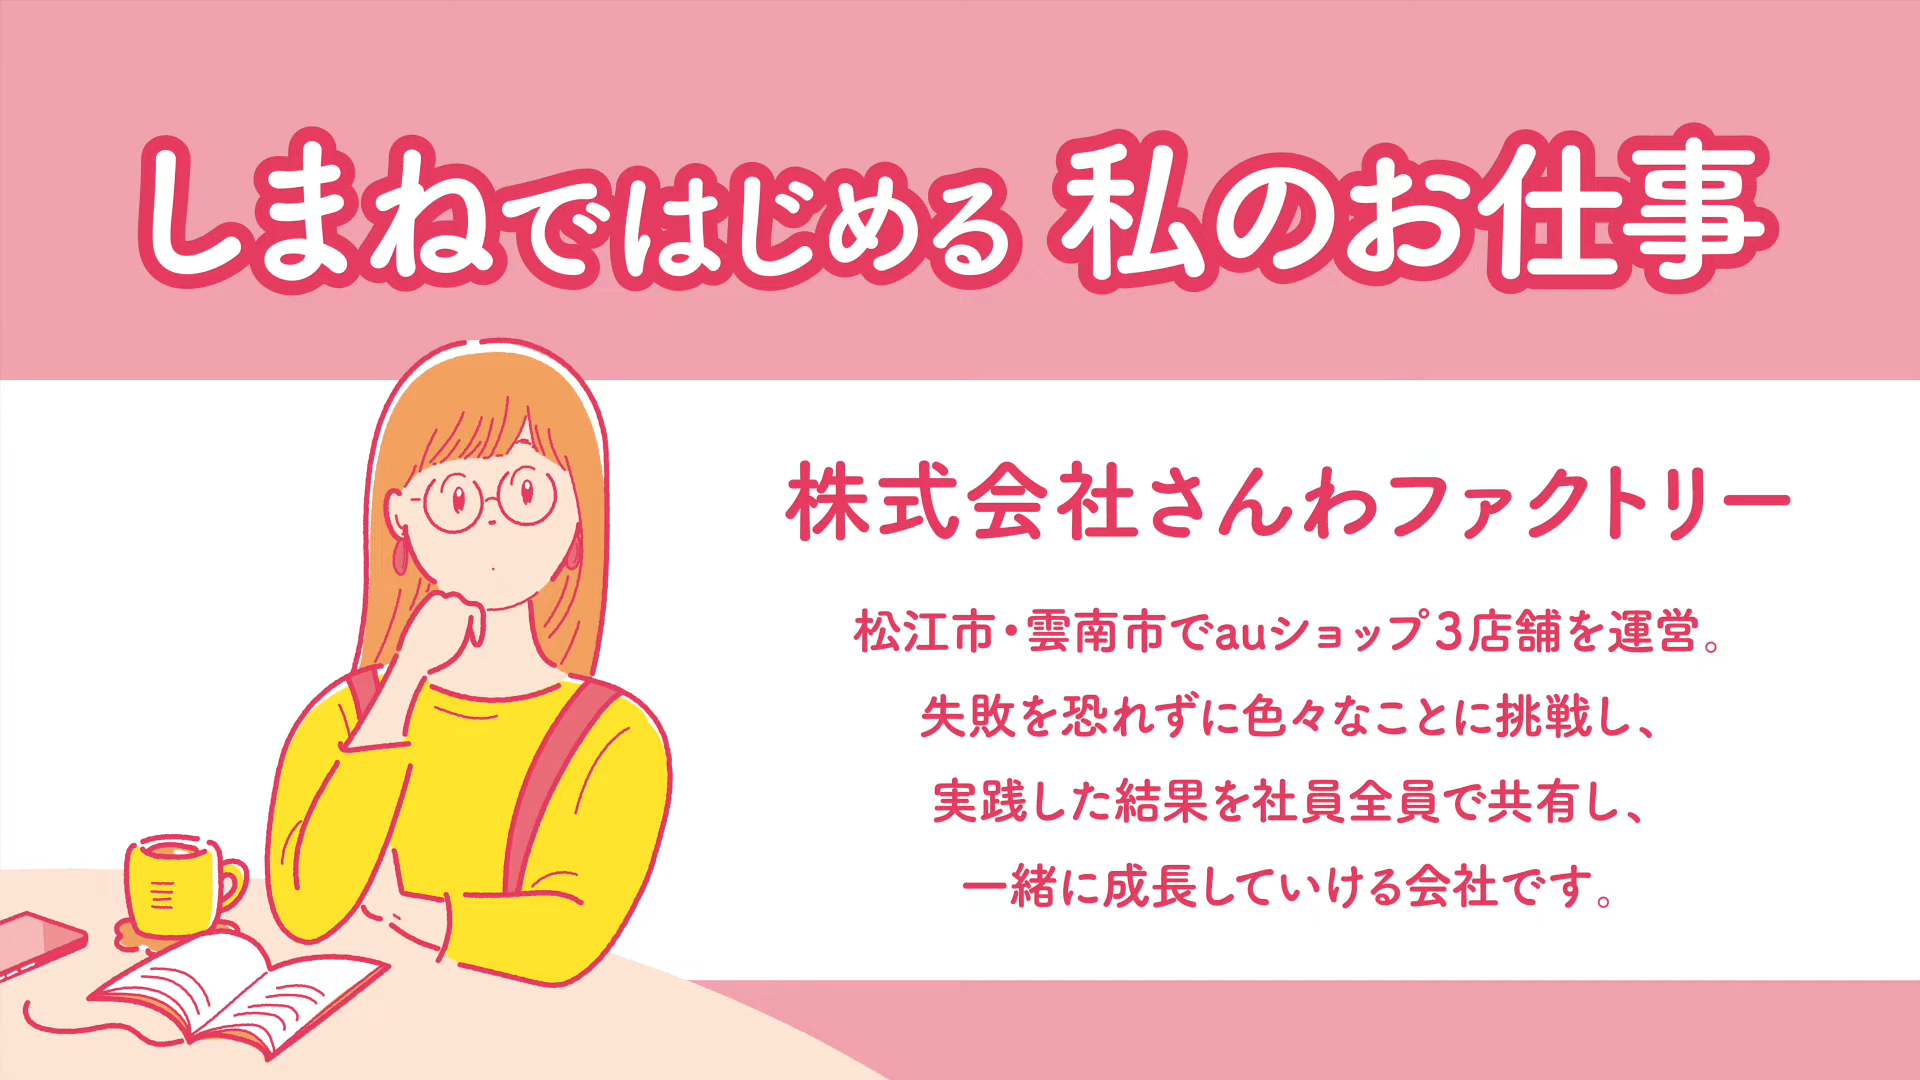 しまねではじめる 私のお仕事
株式会社さんわファクトリー
松江市・雲南市でauショップ3店舗を運営。
失敗を恐れずに色々なことに挑戦し、
実践した結果を社員全員で共有し、
一緒に成長していける会社です。